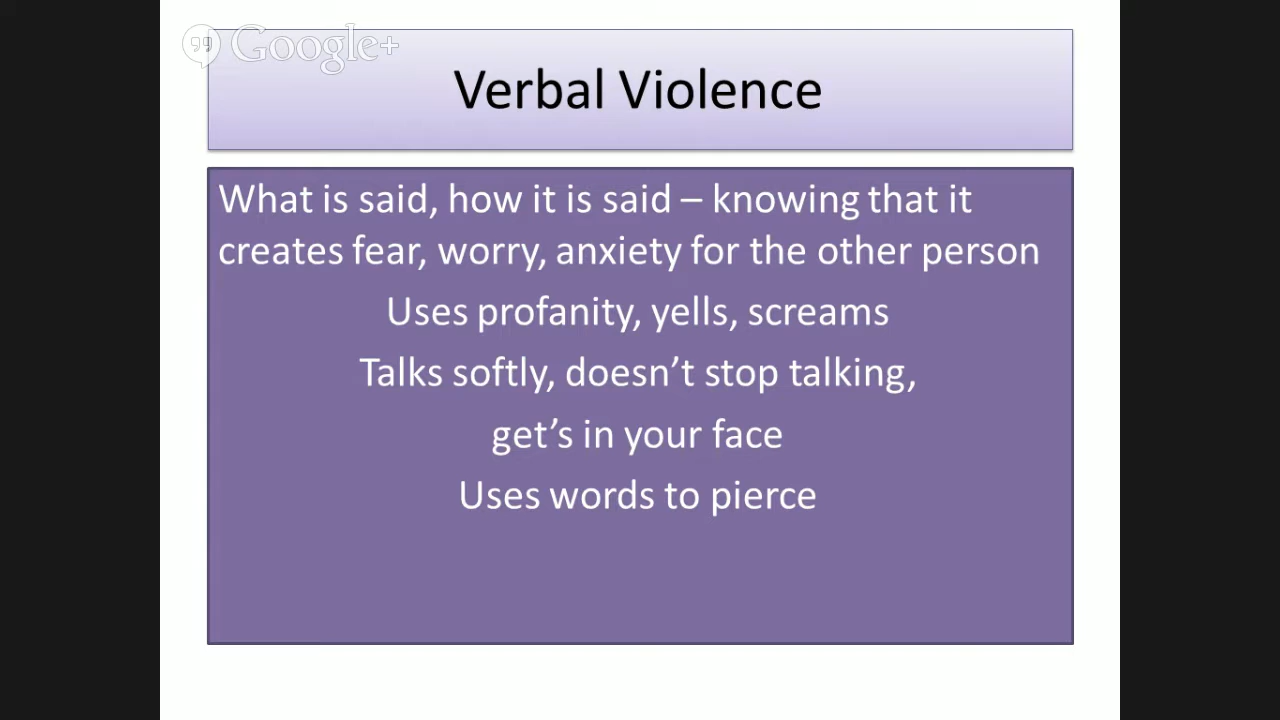 Google+
Verbal Violence
What is said, how it is said – knowing that it
creates fear, worry, anxiety for the other person
Uses profanity, yells, screams
Talks softly, doesn’t stop talking,
get’s in your face
Uses words to pierce